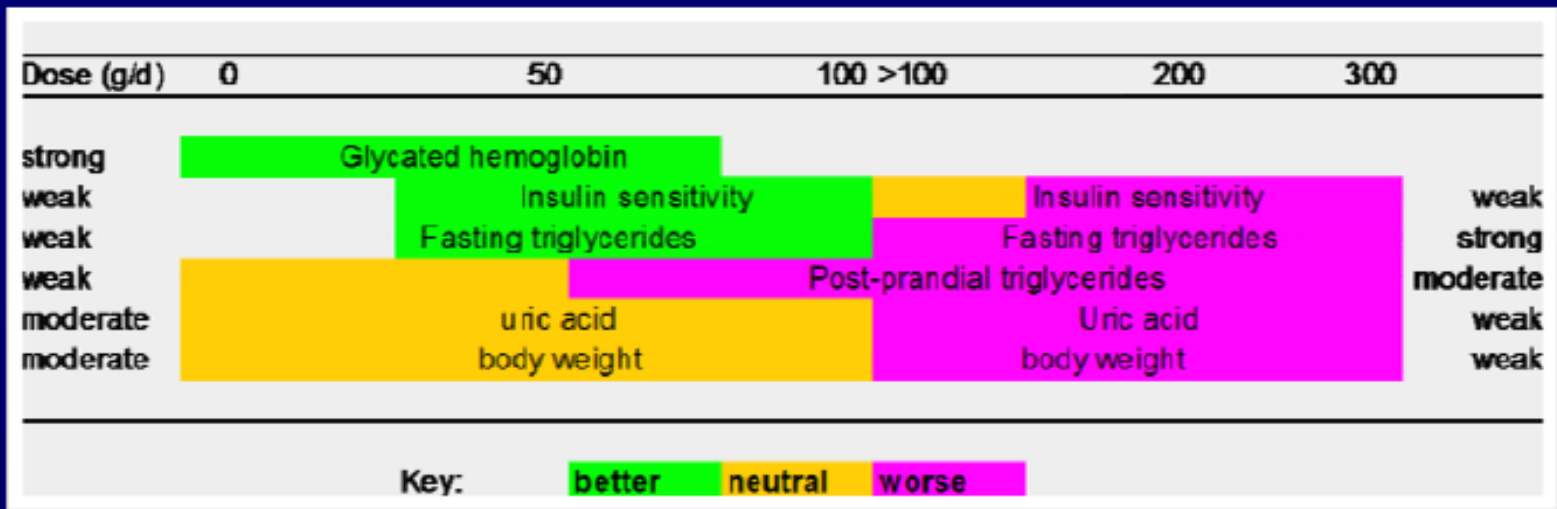 Dose (g/d) 0 50 100 >100 200 300
strong Glycated hemoglobin
weak Insulin sensitivity Insulin sensitivity weak
weak Fasting triglycerides Fasting triglycerides strong
weak Post-prandial triglycerides moderate
moderate uric acid Uric acid weak
moderate body weight body weight weak
Key: better neutral worse